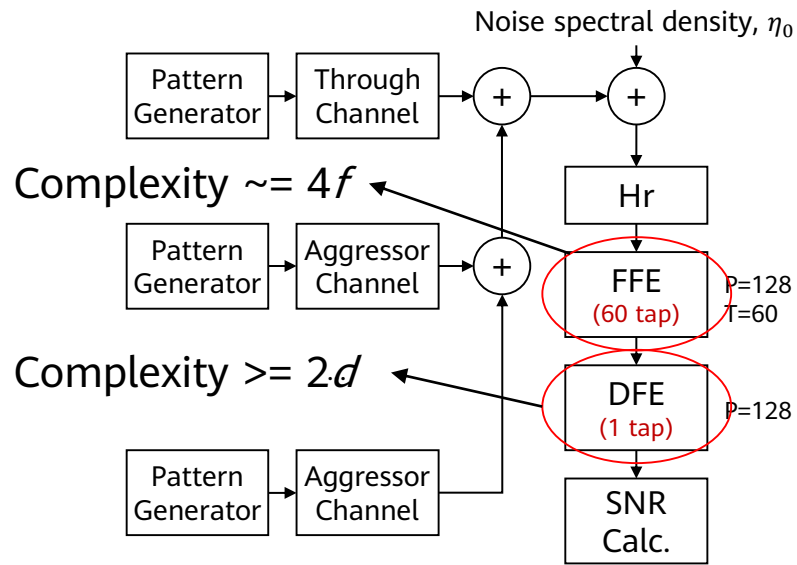 Noise spectral density, η₀
Pattern
Generator
Through
Channel
+
+
Complexity ~= 4f
Hr
Pattern
Generator
Aggressor
Channel
+
FFE
(60 tap)
P=128
T=60
Complexity >= 2.d
DFE
(1 tap)
P=128
Pattern
Generator
Aggressor
Channel
SNR
Calc.